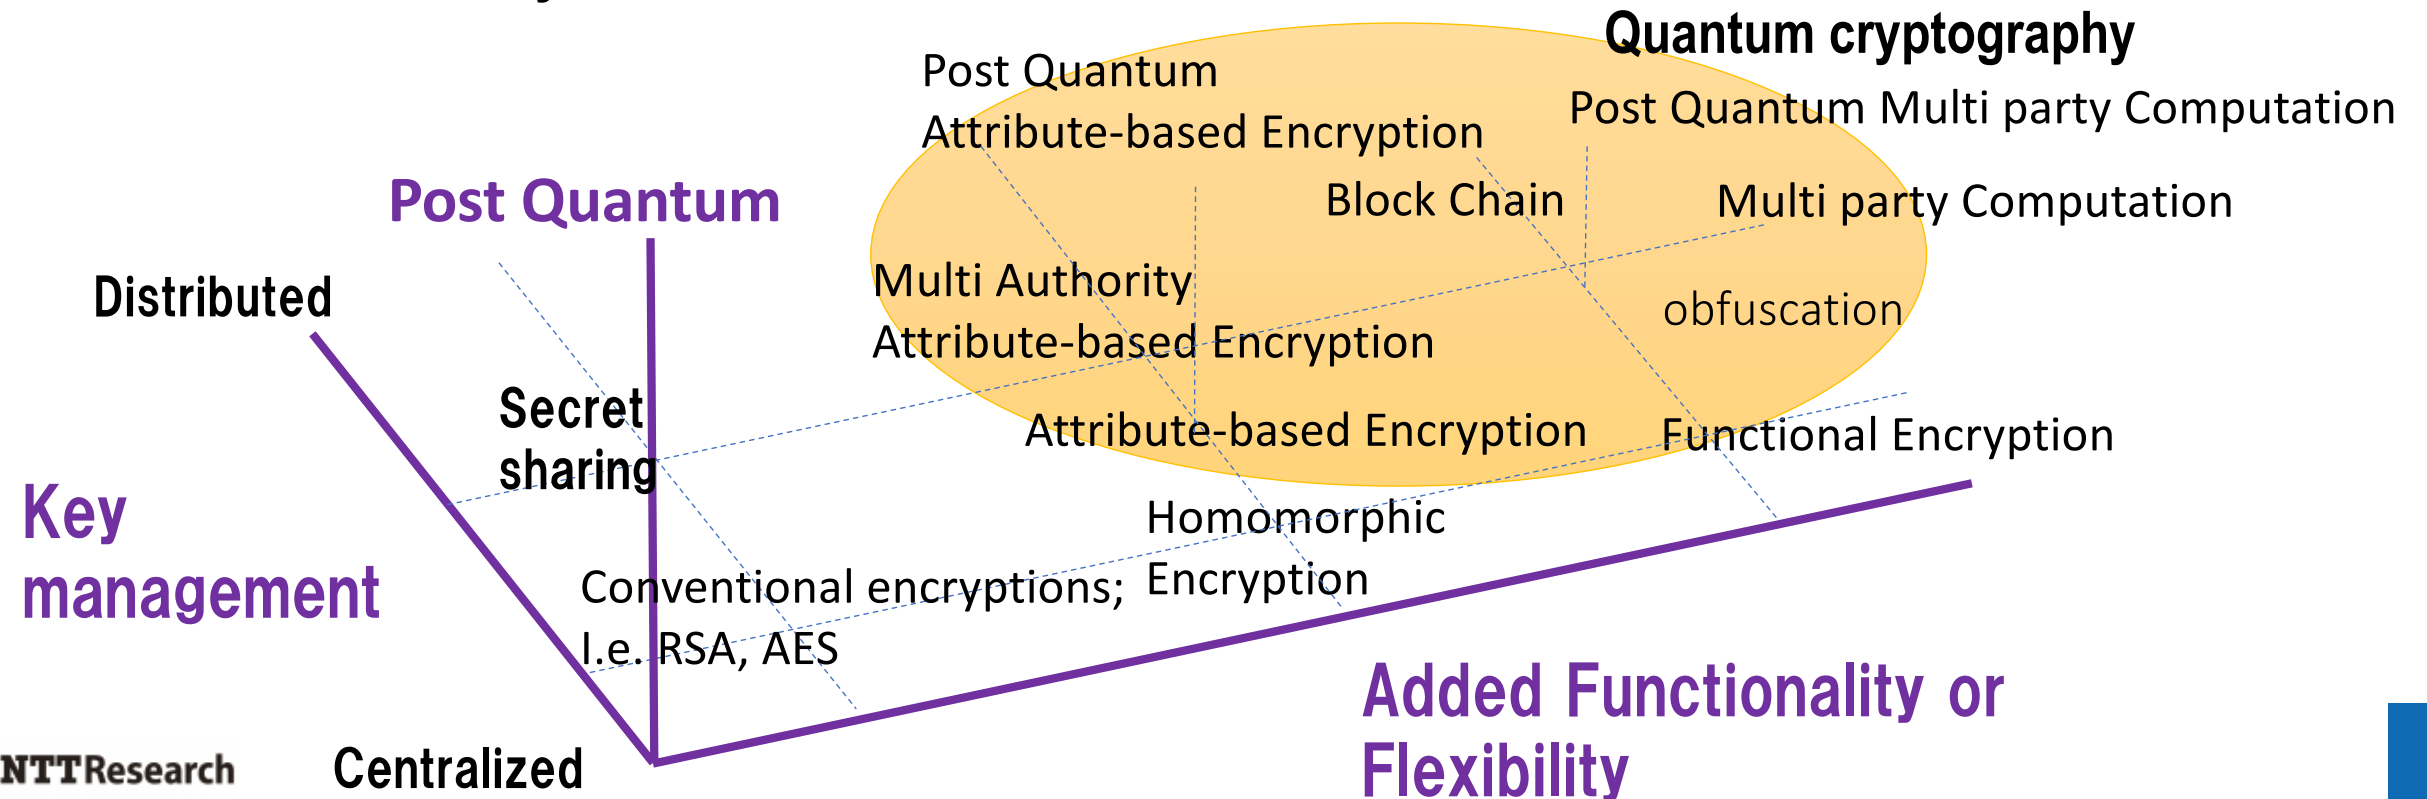 Quantum cryptography
Post Quantum
Attribute-based Encryption
Post Quantum Multi party Computation
Post Quantum
Block Chain
Multi party Computation
Distributed
Multi Authority
Attribute-based Encryption
obfuscation
Secret
sharing
Attribute-based Encryption
Functional Encryption
Key
management
Homomorphic
Encryption
Conventional encryptions;
I.e. RSA, AES
Added Functionality or
Flexibility
Centralized
NTTResearch